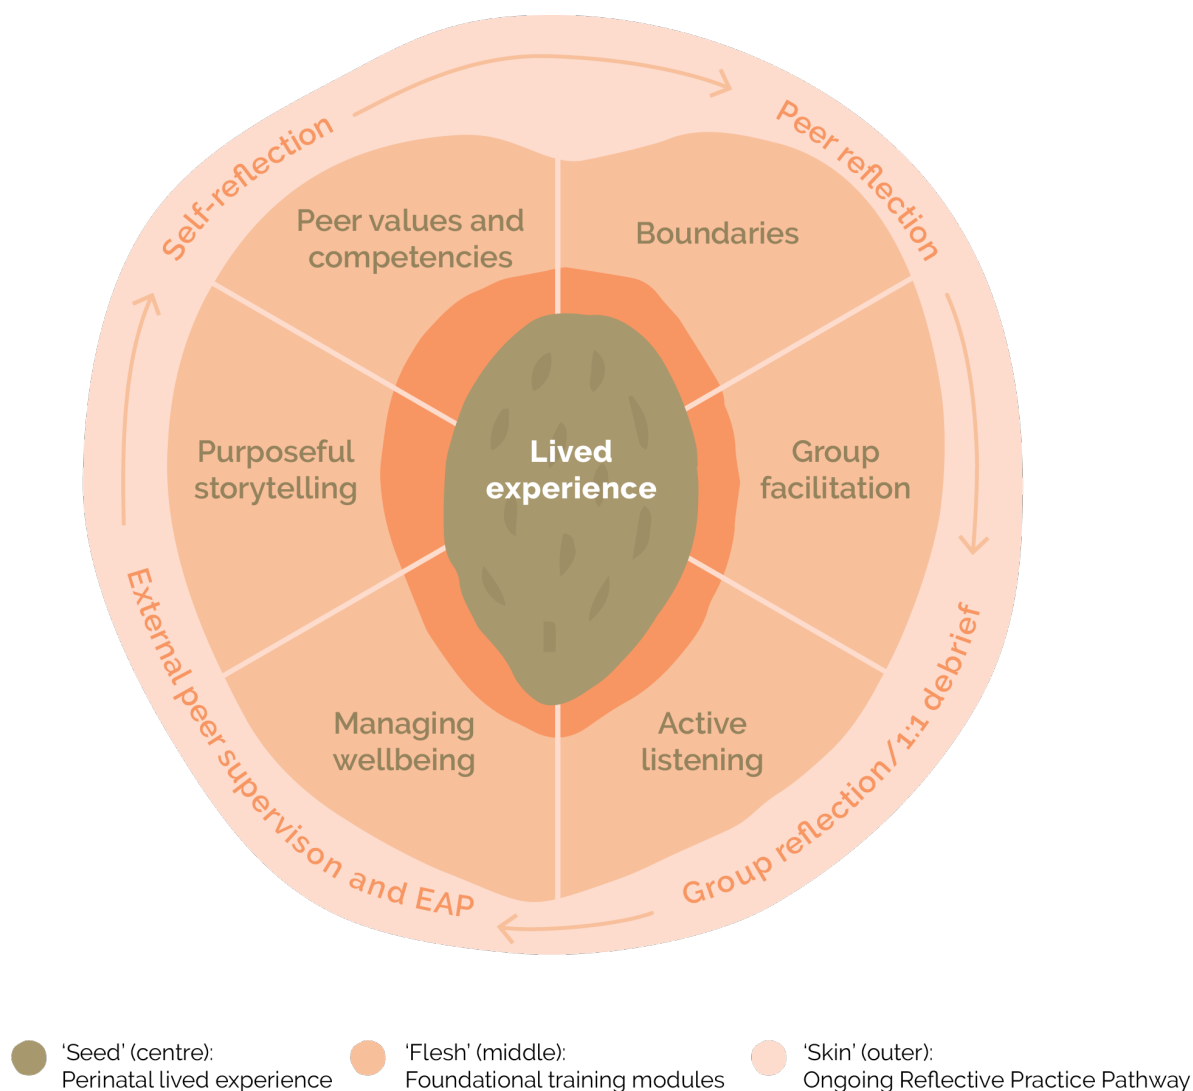 Self-reflection
Peer reflection
Peer values and
competencies
Boundaries
Purposeful
storytelling
Lived
experience
Group
facilitation
Managing
wellbeing
Active
listening
External peer supervison and EAP
Group reflection/1:1 debrief
‘Seed’ (centre):
Perinatal lived experience
‘Flesh’ (middle):
Foundational training modules
‘Skin’ (outer):
Ongoing Reflective Practice Pathway